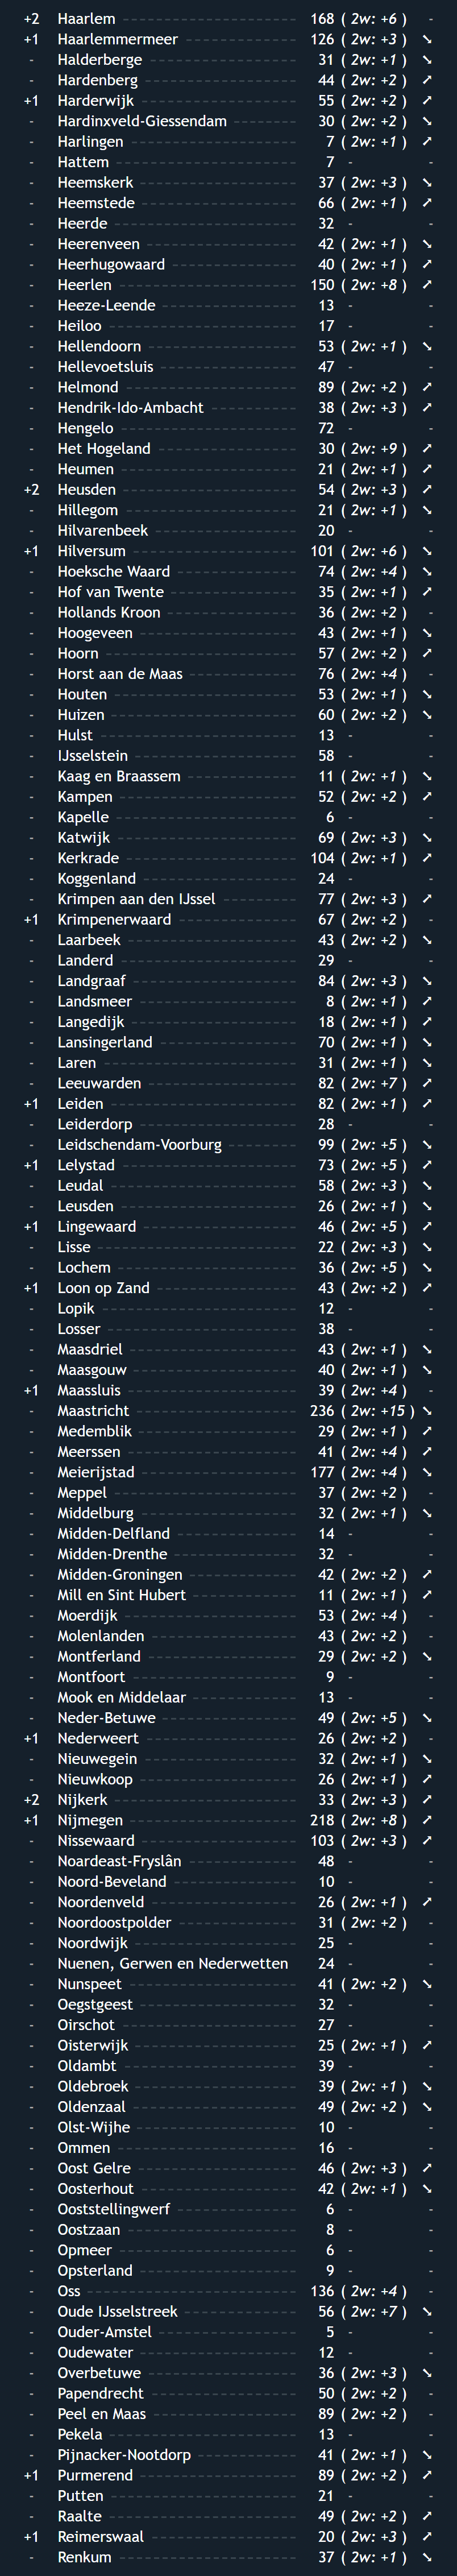 +2 Haarlem 168 ( 2w: +6 ) -
+1 Haarlemmermeer 126 ( 2w: +3 ) ➘
- Halderberge 31 ( 2w: +1 ) ➘
- Hardenberg 44 ( 2w: +2 ) ➚
+1 Harderwijk 55 ( 2w: +2 ) ➚
- Hardinxveld-Giessendam 30 ( 2w: +2 ) ➘
- Harlingen 7 ( 2w: +1 ) ➚
- Hattem 7 - -
- Heemskerk 37 ( 2w: +3 ) ➘
- Heemstede 66 ( 2w: +1 ) ➚
- Heerde 32 - -
- Heerenveen 42 ( 2w: +1 ) ➘
- Heerhugowaard 40 ( 2w: +1 ) ➚
- Heerlen 150 ( 2w: +8 ) ➚
- Heeze-Leende 13 - -
- Heiloo 17 - -
- Hellendoorn 53 ( 2w: +1 ) ➘
- Hellevoetsluis 47 - -
- Helmond 89 ( 2w: +2 ) ➚
- Hendrik-Ido-Ambacht 38 ( 2w: +3 ) ➚
- Hengelo 72 - -
- Het Hogeland 30 ( 2w: +9 ) ➚
- Heumen 21 ( 2w: +1 ) ➚
+2 Heusden 54 ( 2w: +3 ) ➚
- Hillegom 21 ( 2w: +1 ) ➘
- Hilvarenbeek 20 - -
+1 Hilversum 101 ( 2w: +6 ) ➘
- Hoeksche Waard 74 ( 2w: +4 ) ➘
- Hof van Twente 35 ( 2w: +1 ) ➚
- Hollands Kroon 36 ( 2w: +2 ) -
- Hoogeveen 43 ( 2w: +1 ) ➘
- Hoorn 57 ( 2w: +2 ) ➚
- Horst aan de Maas 76 ( 2w: +4 ) -
- Houten 53 ( 2w: +1 ) ➘
- Huizen 60 ( 2w: +2 ) ➘
- Hulst 13 - -
- IJsselstein 58 - -
- Kaag en Braassem 11 ( 2w: +1 ) ➘
- Kampen 52 ( 2w: +2 ) ➚
- Kapelle 6 - -
- Katwijk 69 ( 2w: +3 ) ➘
- Kerkrade 104 ( 2w: +1 ) ➚
- Koggenland 24 - -
- Krimpen aan den IJssel 77 ( 2w: +3 ) ➚
+1 Krimpenerwaard 67 ( 2w: +2 ) -
- Laarbeek 43 ( 2w: +2 ) ➘
- Landerd 29 - -
- Landgraaf 84 ( 2w: +3 ) ➘
- Landsmeer 8 ( 2w: +1 ) ➚
- Langedijk 18 ( 2w: +1 ) ➚
- Lansingerland 70 ( 2w: +1 ) ➘
- Laren 31 ( 2w: +1 ) ➘
- Leeuwarden 82 ( 2w: +7 ) ➚
+1 Leiden 82 ( 2w: +1 ) ➚
- Leiderdorp 28 - -
- Leidschendam-Voorburg 99 ( 2w: +5 ) ➘
+1 Lelystad 73 ( 2w: +5 ) ➚
- Leudal 58 ( 2w: +3 ) ➘
- Leusden 26 ( 2w: +1 ) ➘
+1 Lingewaard 46 ( 2w: +5 ) ➚
- Lisse 22 ( 2w: +3 ) ➘
- Lochem 36 ( 2w: +5 ) ➘
+1 Loon op Zand 43 ( 2w: +2 ) ➚
- Lopik 12 - -
- Losser 38 - -
- Maasdriel 43 ( 2w: +1 ) ➘
- Maasgouw 40 ( 2w: +1 ) ➘
+1 Maassluis 39 ( 2w: +4 ) -
- Maastricht 236 ( 2w: +15 ) ➘
- Medemblik 29 ( 2w: +1 ) ➚
- Meerssen 41 ( 2w: +4 ) ➚
- Meierijstad 177 ( 2w: +4 ) ➘
- Meppel 37 ( 2w: +2 ) -
- Middelburg 32 ( 2w: +1 ) ➘
- Midden-Delfland 14 - -
- Midden-Drenthe 32 - -
- Midden-Groningen 42 ( 2w: +2 ) ➚
- Mill en Sint Hubert 11 ( 2w: +1 ) ➚
- Moerdijk 53 ( 2w: +4 ) -
- Molenlanden 43 ( 2w: +2 ) -
- Montferland 29 ( 2w: +2 ) ➘
- Montfoort 9 - -
- Mook en Middelaar 13 - -
- Neder-Betuwe 49 ( 2w: +5 ) ➘
+1 Nederweert 26 ( 2w: +2 ) -
- Nieuwegein 32 ( 2w: +1 ) ➘
- Nieuwkoop 26 ( 2w: +1 ) ➚
+2 Nijkerk 33 ( 2w: +3 ) ➚
+1 Nijmegen 218 ( 2w: +8 ) ➚
- Nissewaard 103 ( 2w: +3 ) ➚
- Noardeast-Fryslân 48 - -
- Noord-Beveland 10 - -
- Noordenveld 26 ( 2w: +1 ) ➚
- Noordoostpolder 31 ( 2w: +2 ) -
- Noordwijk 25 - -
- Nuenen, Gerwen en Nederwetten 24 - -
- Nunspeet 41 ( 2w: +2 ) ➘
- Oegstgeest 32 - -
- Oirschot 27 - -
- Oisterwijk 25 ( 2w: +1 ) ➚
- Oldambt 39 - -
- Oldebroek 39 ( 2w: +1 ) ➘
- Oldenzaal 49 ( 2w: +2 ) ➘
- Olst-Wijhe 10 - -
- Ommen 16 - -
- Oost Gelre 46 ( 2w: +3 ) ➚
- Oosterhout 42 ( 2w: +1 ) ➘
- Ooststellingwerf 6 - -
- Oostzaan 8 - -
- Opmeer 6 - -
- Opsterland 9 - -
- Oss 136 ( 2w: +4 ) -
- Oude IJsselstreek 56 ( 2w: +7 ) ➘
- Ouder-Amstel 5 - -
- Oudewater 12 - -
- Overbetuwe 36 ( 2w: +3 ) ➘
- Papendrecht 50 ( 2w: +2 ) -
- Peel en Maas 89 ( 2w: +2 ) -
- Pekela 13 - -
- Pijnacker-Nootdorp 41 ( 2w: +1 ) ➘
+1 Purmerend 89 ( 2w: +2 ) ➚
- Putten 21 - -
- Raalte 49 ( 2w: +2 ) ➚
+1 Reimerswaal 20 ( 2w: +3 ) ➚
- Renkum 37 ( 2w: +1 ) ➘